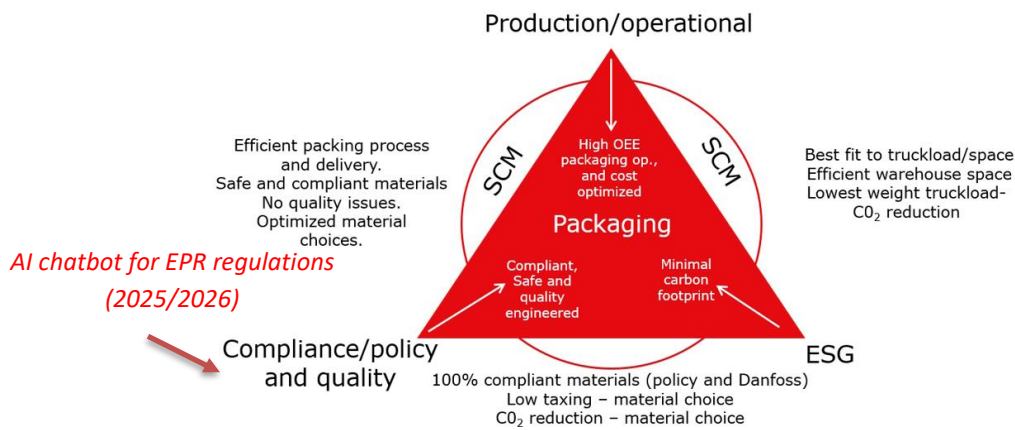 Production/operational
Efficient packing process
and delivery.
Safe and compliant materials
No quality issues.
Optimized material
choices.
SCM
High OEE
packaging op.,
and cost
optimized
SCM
Best fit to truckload/space
Efficient warehouse space
Lowest weight truckload-
C0₂ reduction
Packaging
AI chatbot for EPR regulations
(2025/2026)
Compliant,
Safe and
quality
engineered
Minimal
carbon
footprint
Compliance/policy
and quality
ESG
100% compliant materials (policy and Danfoss)
Low taxing – material choice
C0₂ reduction – material choice